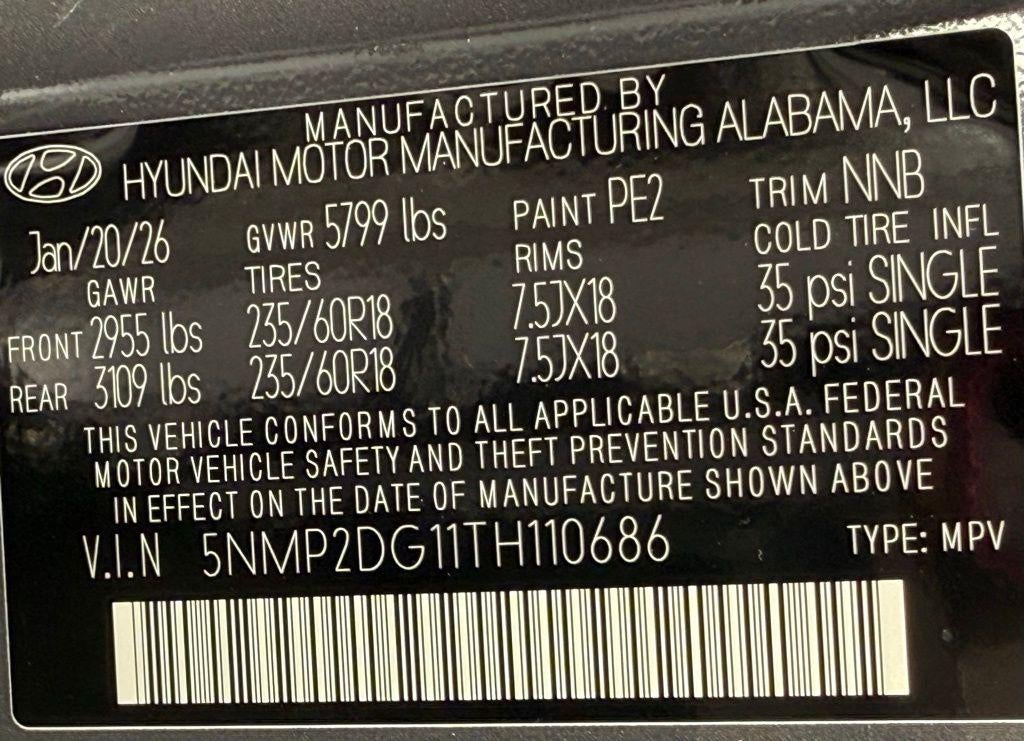 MANUFACTURED BY
HYUNDAI MOTOR MANUFACTURING ALABAMA, LLC
Jan/20/26 GVWR 5799 lbs PAINT PE2 TRIM NNB
GAWR TIRES RIMS COLD TIRE INFL
FRONT 2955 lbs 235/60R18 7.5JX18 35 psi SINGLE
REAR 3109 lbs 235/60R18 7.5JX18 35 psi SINGLE
THIS VEHICLE CONFORMS TO ALL APPLICABLE U.S.A. FEDERAL
MOTOR VEHICLE SAFETY AND THEFT PREVENTION STANDARDS
IN EFFECT ON THE DATE OF MANUFACTURE SHOWN ABOVE
V.I.N 5NMP2DG11TH110686 TYPE: MPV